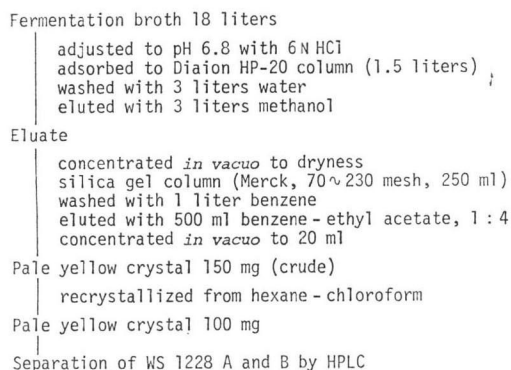 Fermentation broth 18 liters
adjusted to pH 6.8 with 6N HCl
adsorbed to Diaion HP-20 column (1.5 liters)
washed with 3 liters water
eluted with 3 liters methanol
Eluate
concentrated in vacuo to dryness
silica gel column (Merck, 70~230 mesh, 250 ml)
washed with 1 liter benzene
eluted with 500 ml benzene - ethyl acetate, 1 : 4
concentrated in vacuo to 20 ml
Pale yellow crystal 150 mg (crude)
recrystallized from hexane - chloroform
Pale yellow crystal 100 mg
Separation of WS 1228 A and B by HPLC